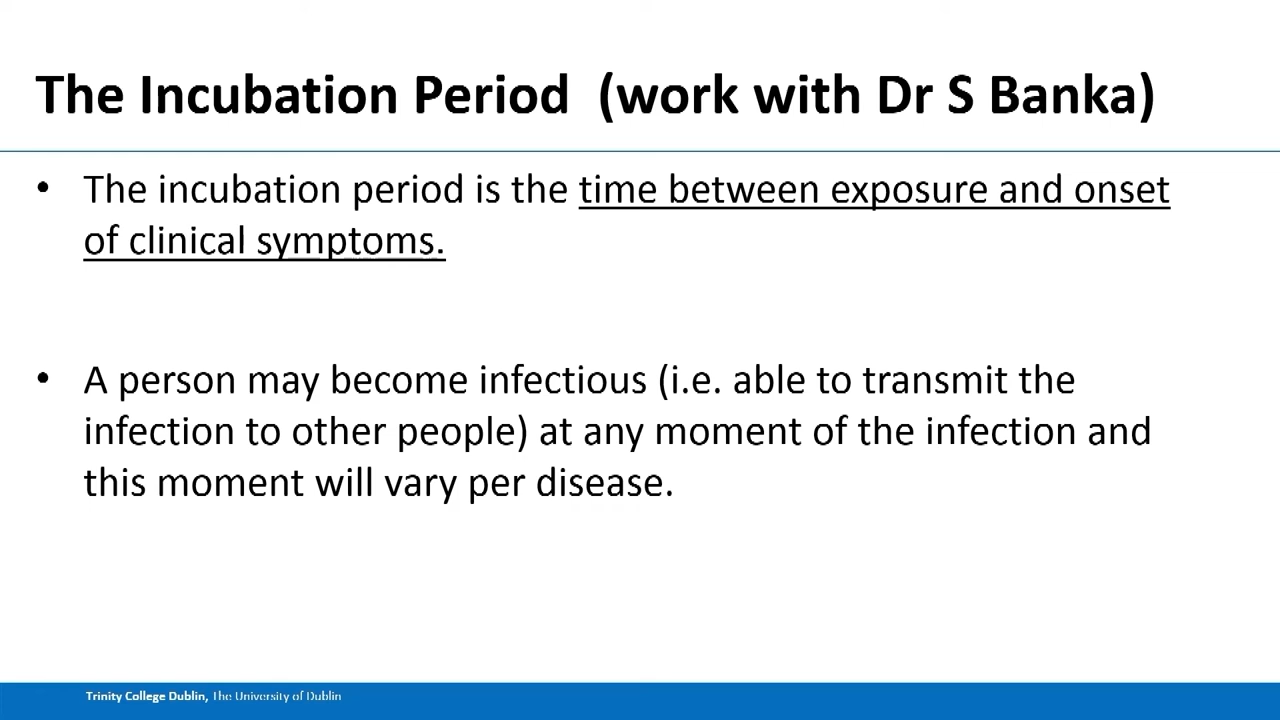 The Incubation Period (work with Dr S Banka)
• The incubation period is the time between exposure and onset
of clinical symptoms.
• A person may become infectious (i.e. able to transmit the
infection to other people) at any moment of the infection and
this moment will vary per disease.
Trinity College Dublin, The University of Dublin